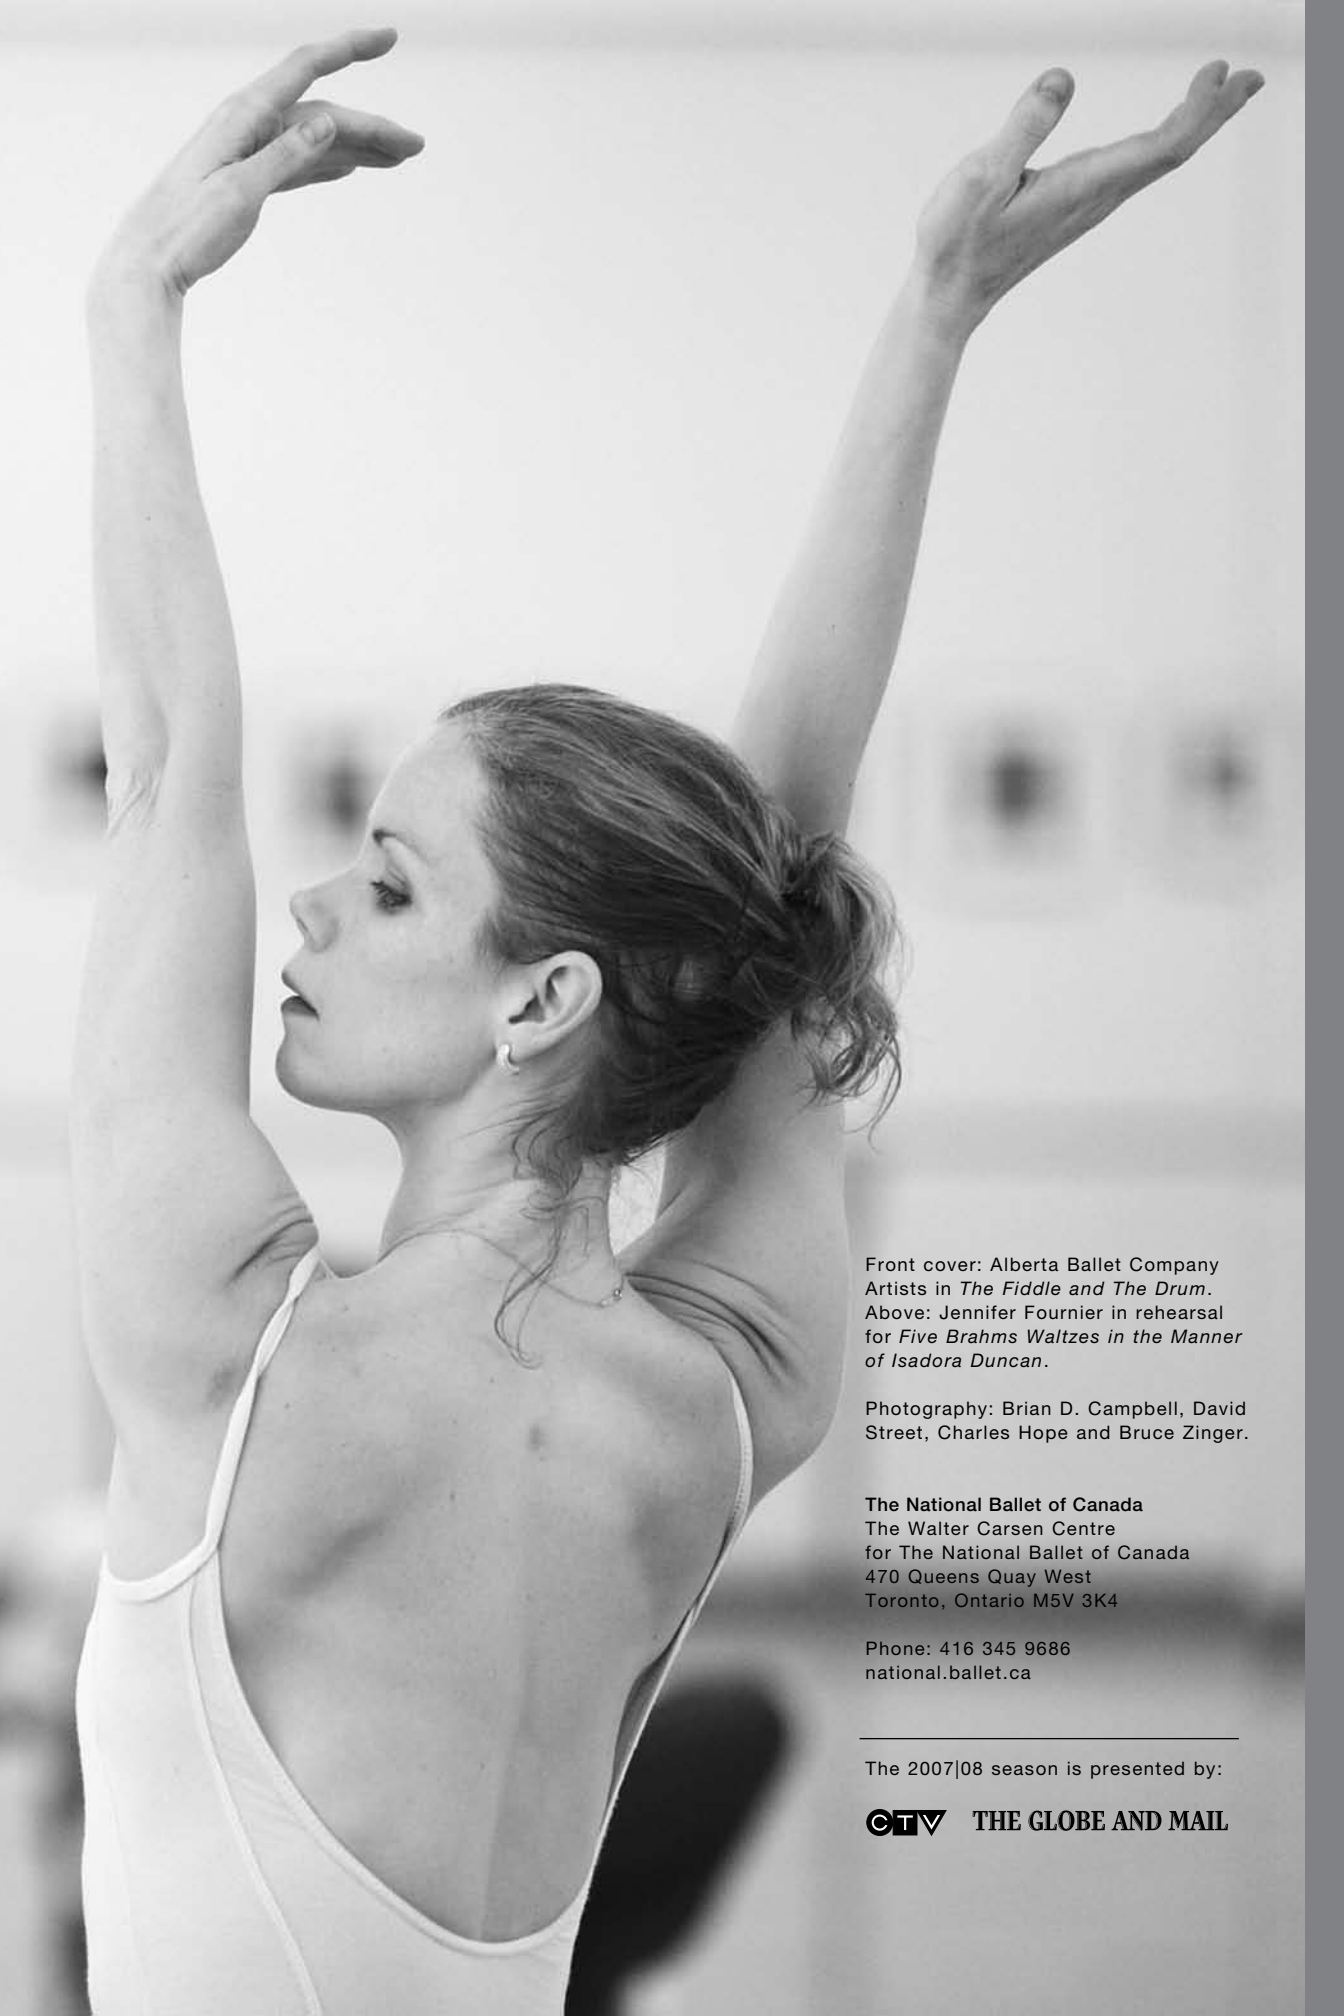 Front cover: Alberta Ballet Company
Artists in The Fiddle and The Drum.
Above: Jennifer Fournier in rehearsal
for Five Brahms Waltzes in the Manner
of Isadora Duncan.
Photography: Brian D. Campbell, David
Street, Charles Hope and Bruce Zinger.
The National Ballet of Canada
The Walter Carsen Centre
for The National Ballet of Canada
470 Queens Quay West
Toronto, Ontario M5V 3K4
Phone: 416 345 9686
national.ballet.ca
The 2007|08 season is presented by:
CTV THE GLOBE AND MAIL